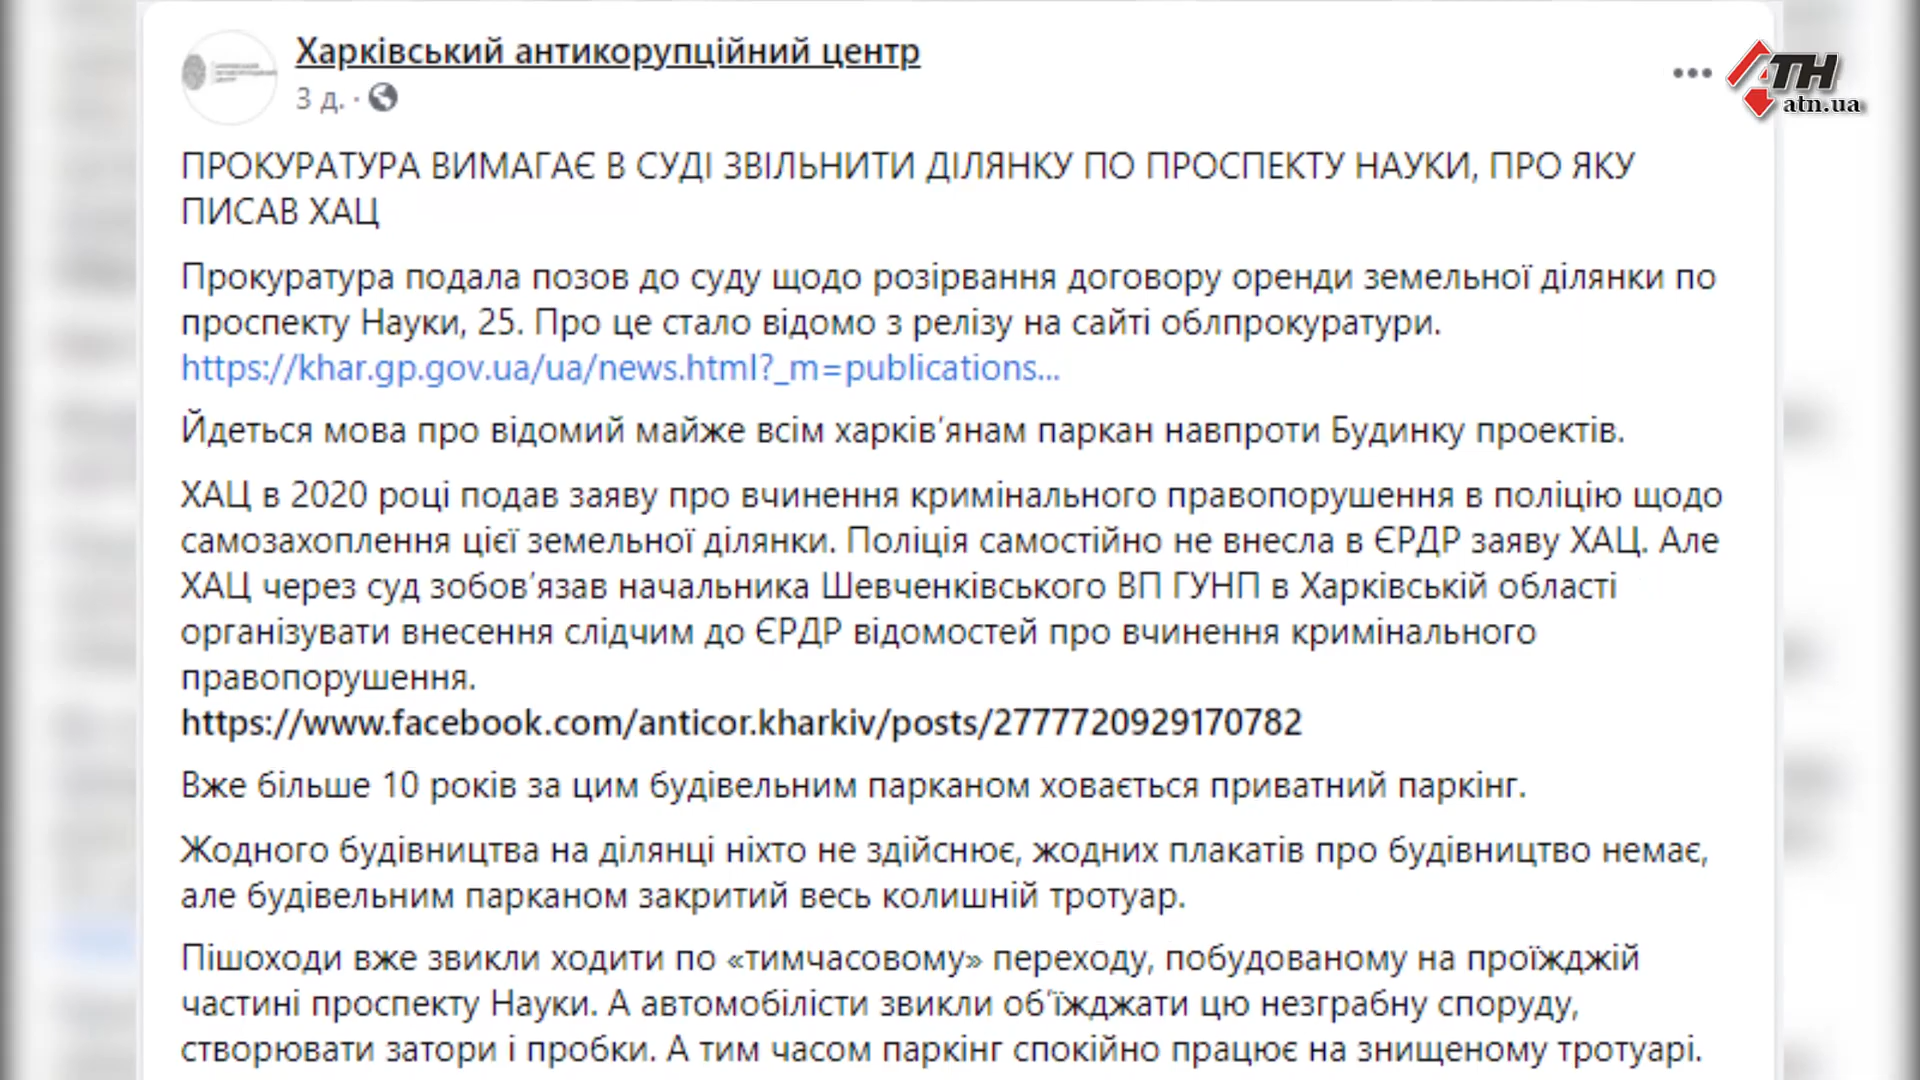 Харківський антикорупційний центр
3 д. ·
АТН
atn.ua
ПРОКУРАТУРА ВИМАГАЄ В СУДІ ЗВІЛЬНИТИ ДІЛЯНКУ ПО ПРОСПЕКТУ НАУКИ, ПРО ЯКУ
ПИСАВ ХАЦ
Прокуратура подала позов до суду щодо розірвання договору оренди земельної ділянки по
проспекту Науки, 25. Про це стало відомо з релізу на сайті облпрокуратури.
https://khar.gp.gov.ua/ua/news.html?_m=publications...
Йдеться мова про відомий майже всім харків’янам паркан навпроти Будинку проектів.
ХАЦ в 2020 році подав заяву про вчинення кримінального правопорушення в поліцію щодо
самозахоплення цієї земельної ділянки. Поліція самостійно не внесла в ЄРДР заяву ХАЦ. Але
ХАЦ через суд зобов’язав начальника Шевченківського ВП ГУНП в Харківській області
організувати внесення слідчим до ЄРДР відомостей про вчинення кримінального
правопорушення.
https://www.facebook.com/anticor.kharkiv/posts/2777720929170782
Вже більше 10 років за цим будівельним парканом ховається приватний паркінг.
Жодного будівництва на ділянці ніхто не здійснює, жодних плакатів про будівництво немає,
але будівельним парканом закритий весь колишній тротуар.
Пішоходи вже звикли ходити по «тимчасовому» переходу, побудованому на проїжджій
частині проспекту Науки. А автомобілісти звикли об’їжджати цю незграбну споруду,
створювати затори і пробки. А тим часом паркінг спокійно працює на знищеному тротуарі.